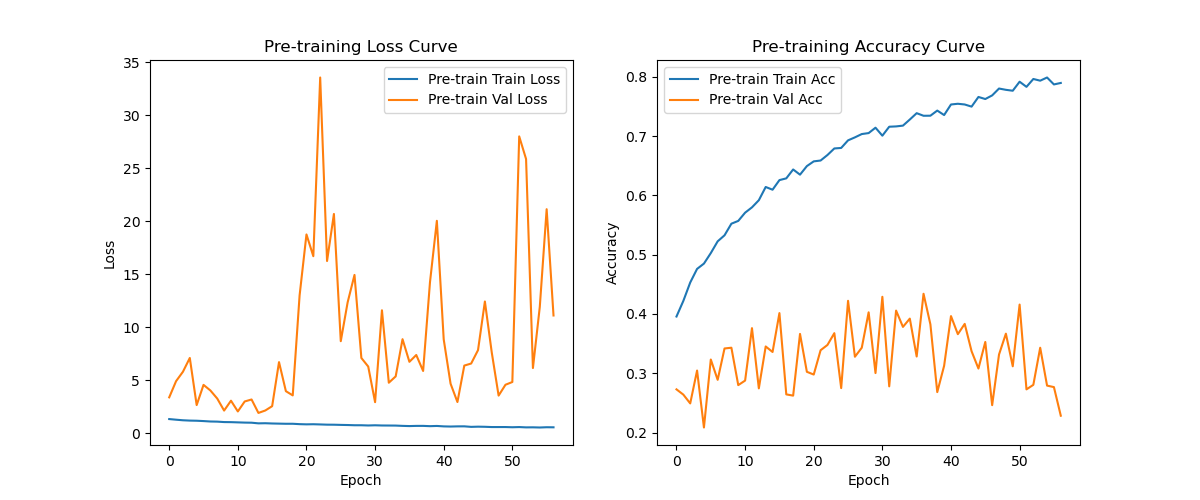 Pre-training Loss Curve
35
30
25
20
15
10
5
0
Loss
0 10 20 30 40 50
Epoch
Pre-train Train Loss
Pre-train Val Loss
Pre-training Accuracy Curve
0.8
0.7
0.6
0.5
0.4
0.3
0.2
Accuracy
0 10 20 30 40 50
Epoch
Pre-train Train Acc
Pre-train Val Acc